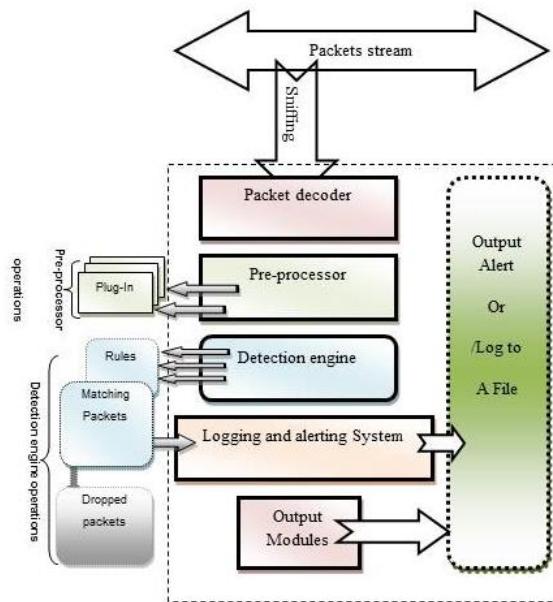 Packets stream
Sniffing
Packet decoder
Pre-processor
Plug-In
Pre-processor
operations
Detection engine
Rules
Matching
Packets
Dropped
packets
Detection engine operations
Logging and alerting System
Output
Modules
Output
Alert
Or
/Log to
A File